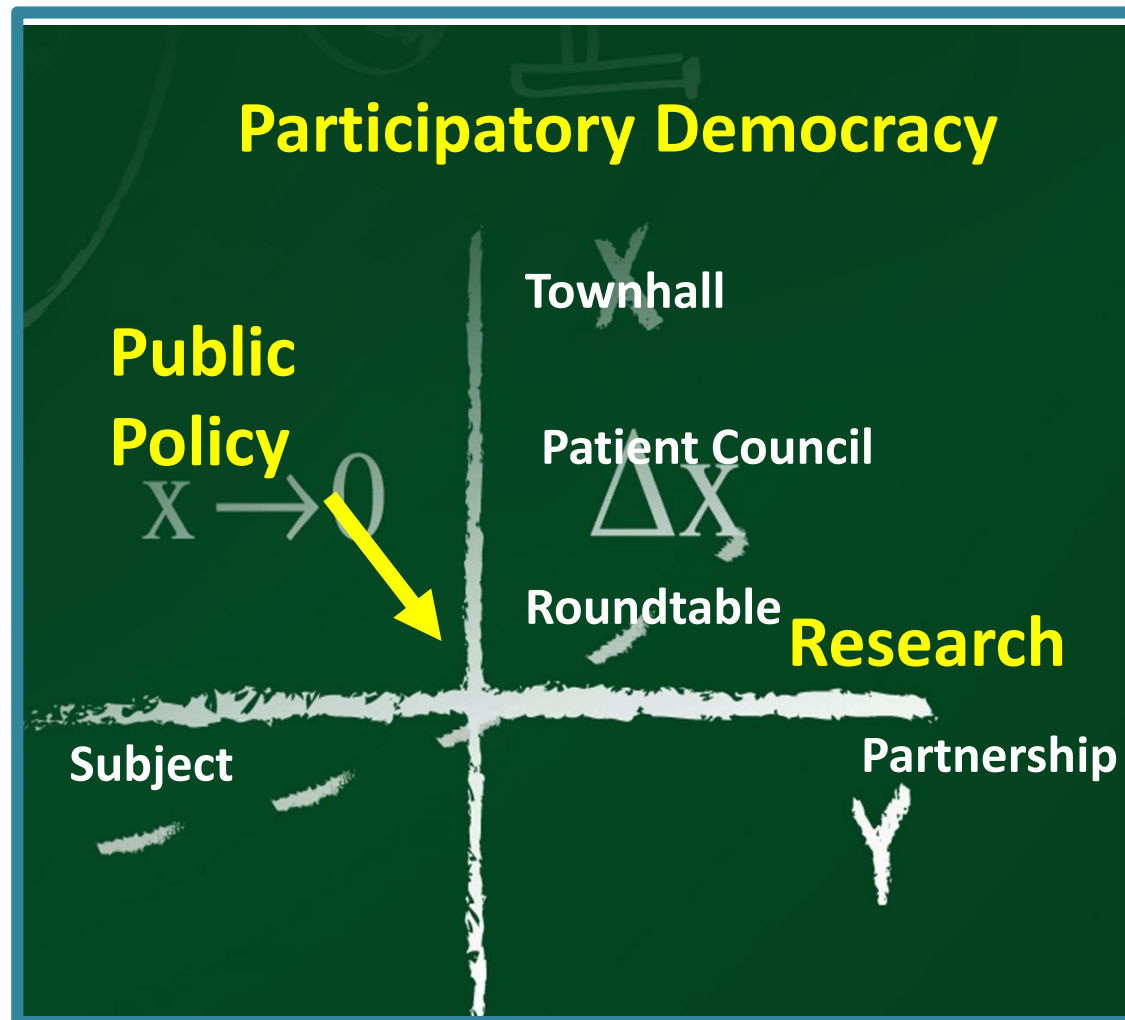 Participatory Democracy
X
Townhall
Public
Policy
Patient Council
x → 0
Δx
Roundtable
Research
Subject
Partnership
Y